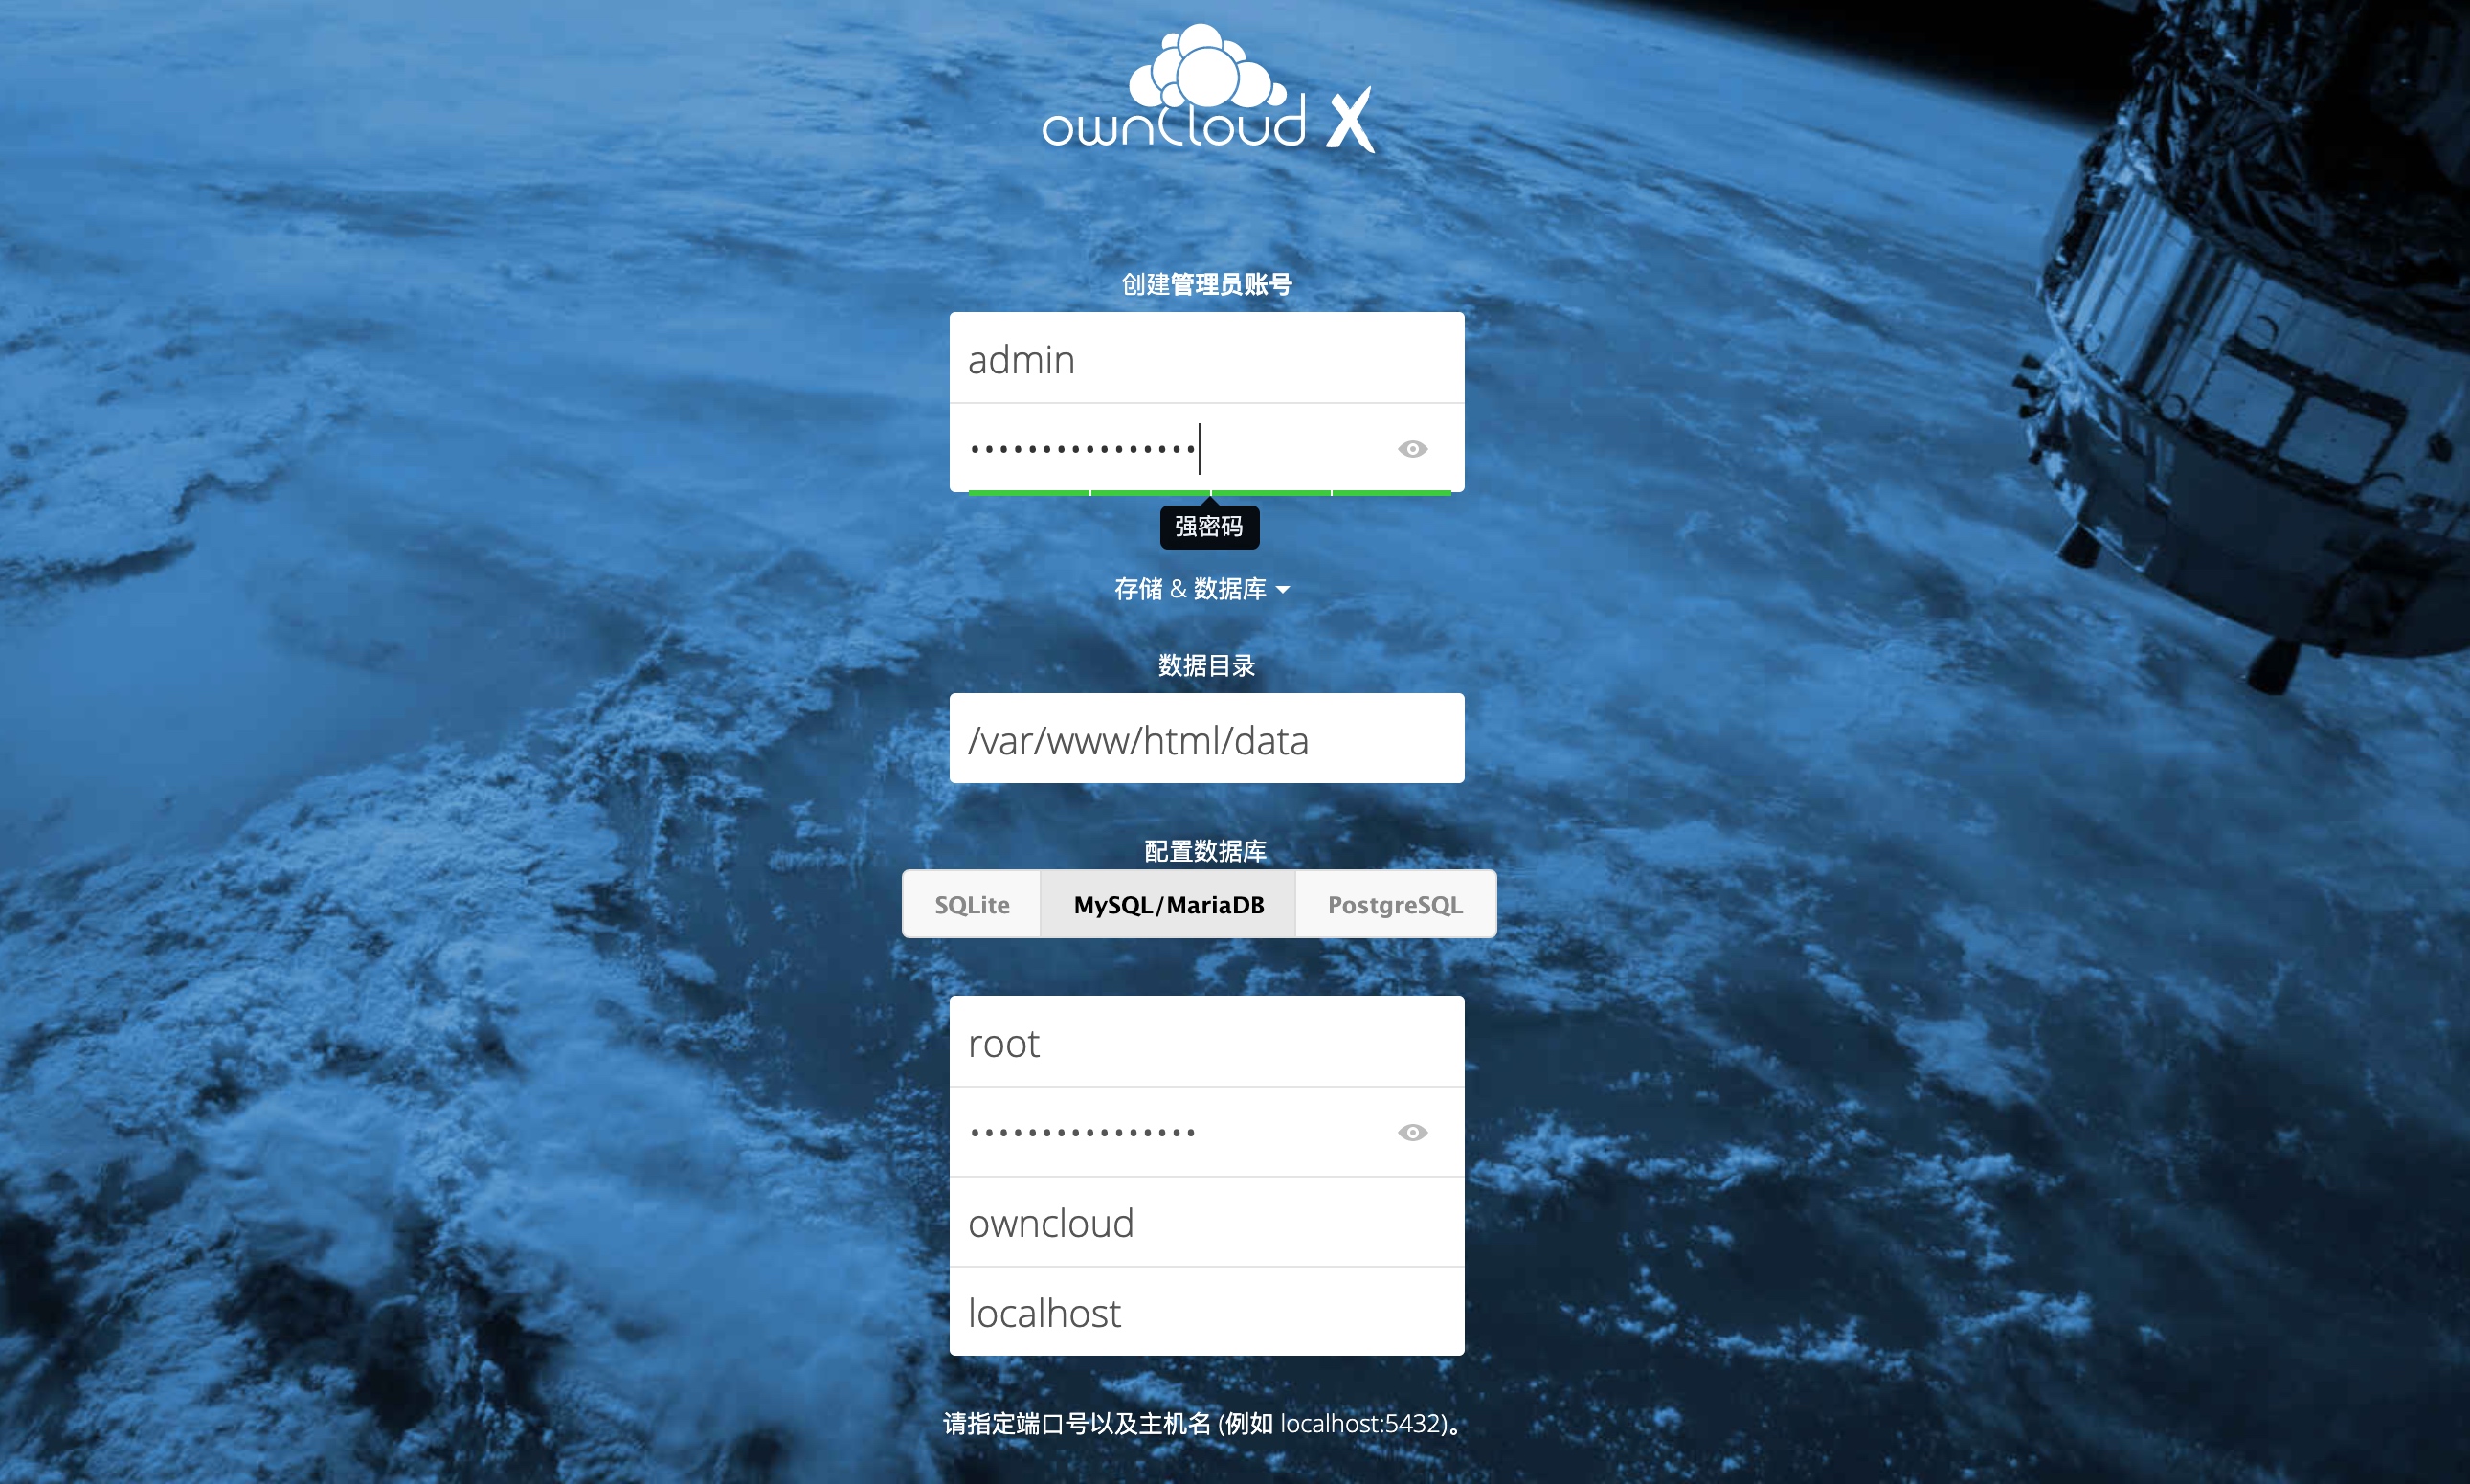 ownCloud X
创建管理员账号
admin
••••••••••••••••
强密码
存储 & 数据库
数据目录
/var/www/html/data
配置数据库
SQLite MySQL/MariaDB PostgreSQL
root
••••••••••••••••
owncloud
localhost
请指定端口号以及主机名 (例如 localhost:5432)。